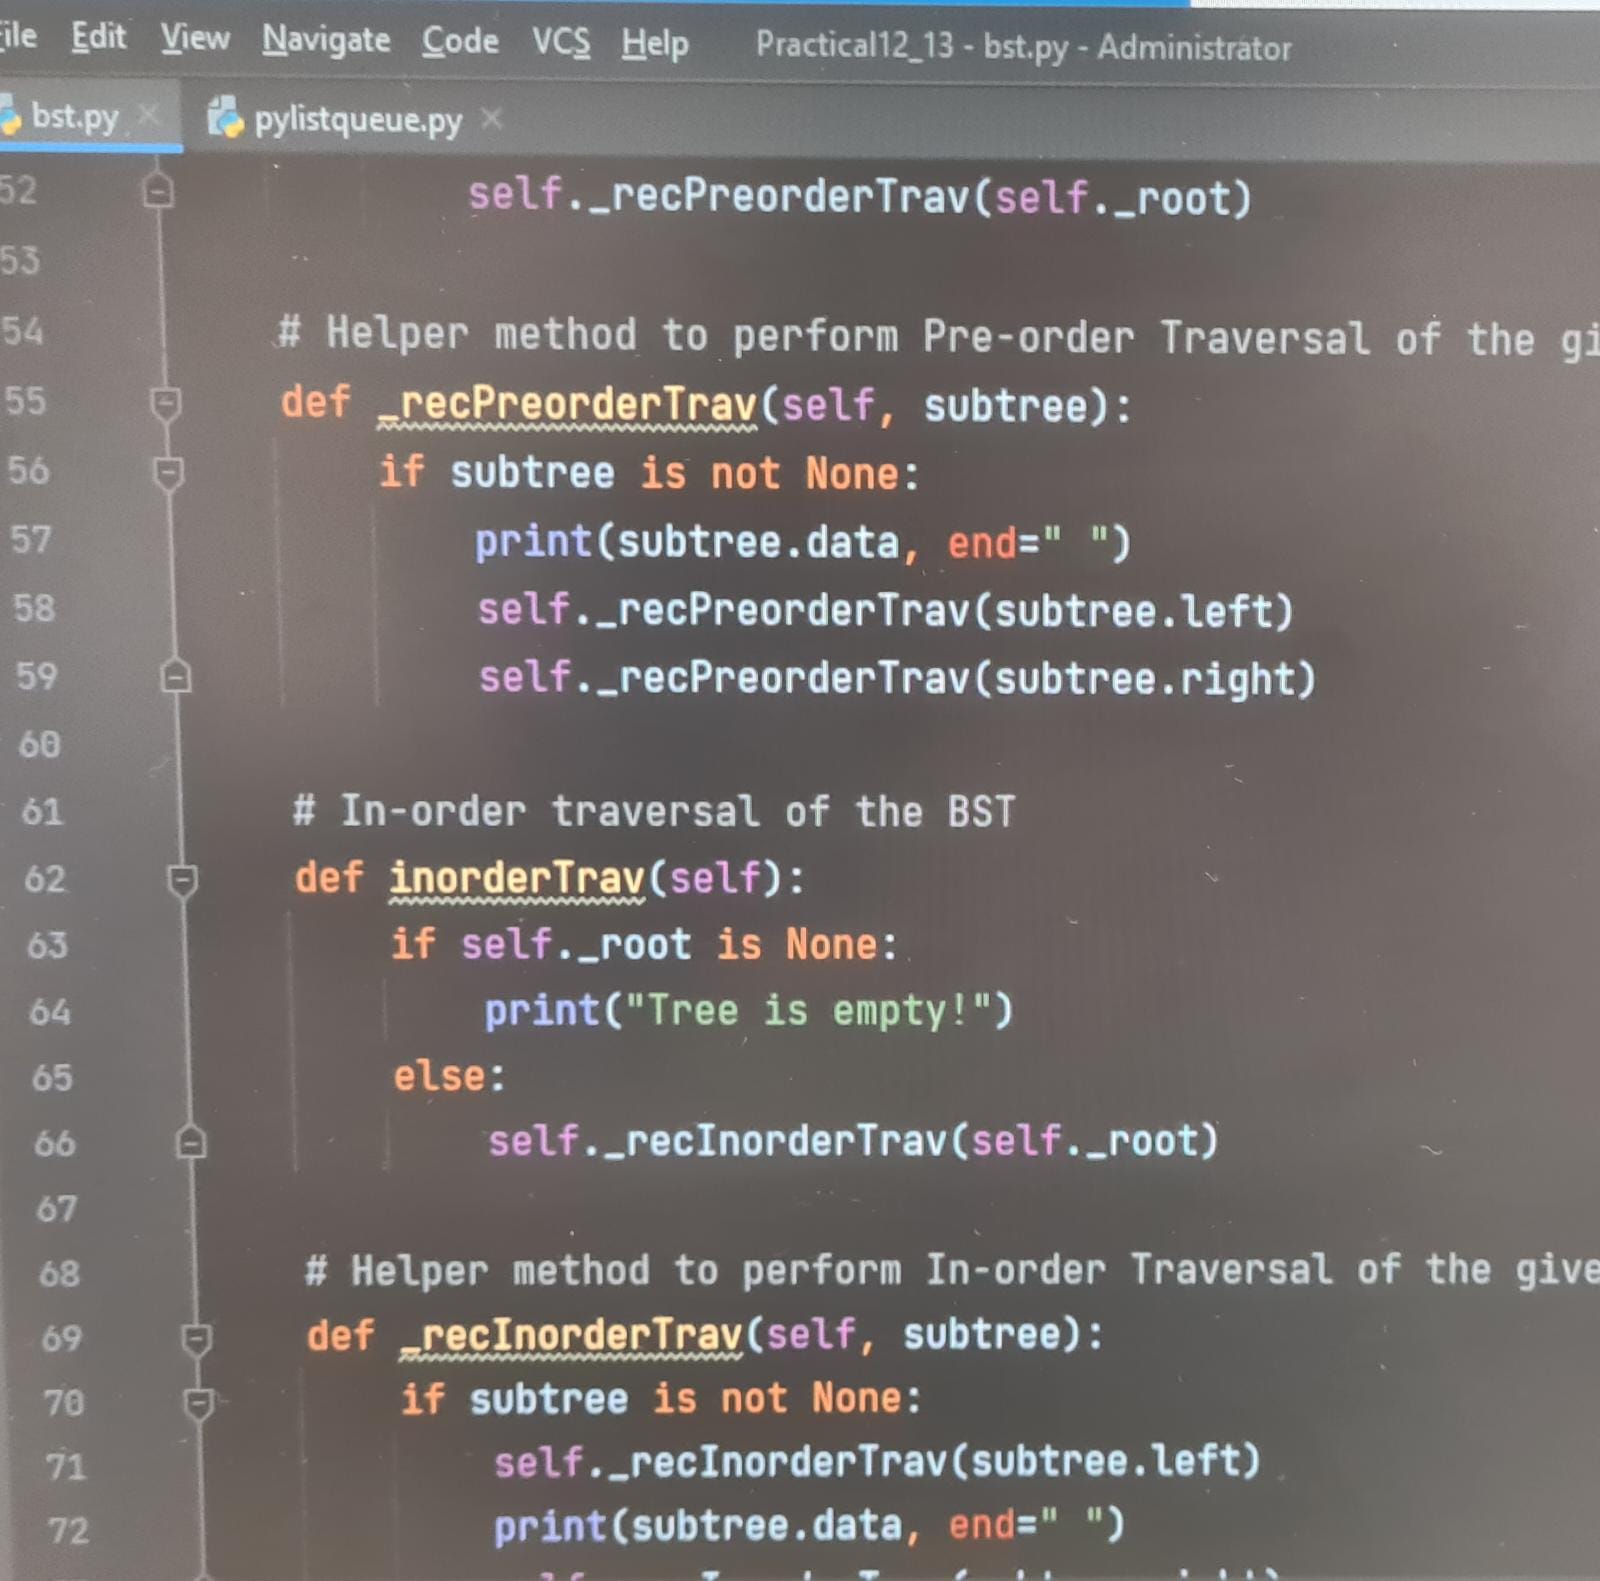 File Edit View Navigate Code VCS Help Practical12_13 - bst.py - Administrator
bst.py pylistqueue.py
52 self._recPreorderTrav(self._root)
53
54 # Helper method to perform Pre-order Traversal of the gi
55 def _recPreorderTrav(self, subtree):
56 if subtree is not None:
57 print(subtree.data, end=" ")
58 self._recPreorderTrav(subtree.left)
59 self._recPreorderTrav(subtree.right)
60
61 # In-order traversal of the BST
62 def inorderTrav(self):
63 if self._root is None:
64 print("Tree is empty!")
65 else:
66 self._recInorderTrav(self._root)
67
68 # Helper method to perform In-order Traversal of the give
69 def _recInorderTrav(self, subtree):
70 if subtree is not None:
71 self._recInorderTrav(subtree.left)
72 print(subtree.data, end=" ")